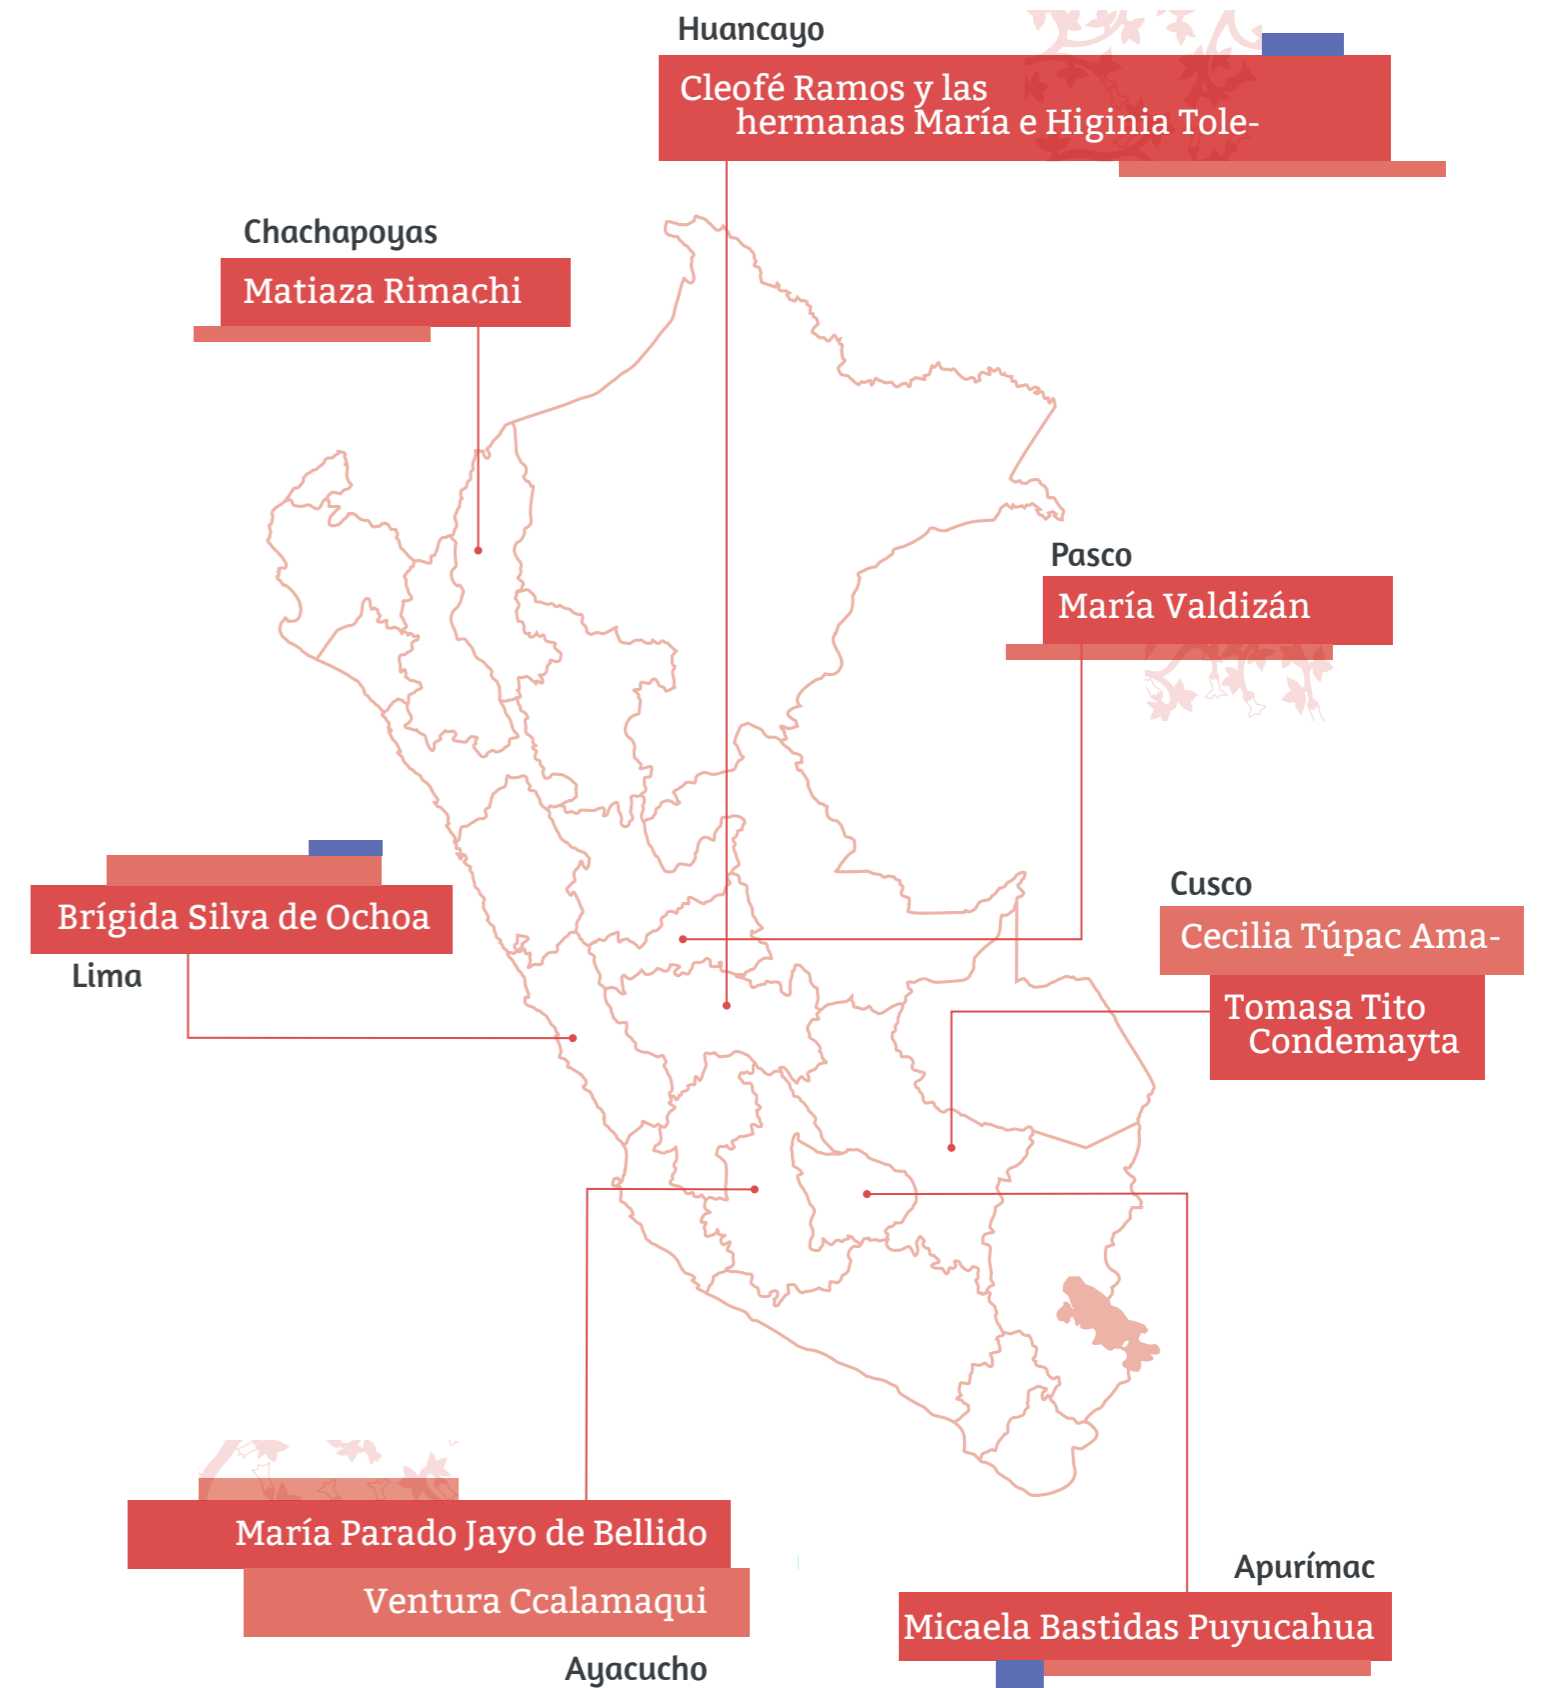 Huancayo
Cleofé Ramos y las
hermanas María e Higinia Tole-
Chachapoyas
Matiaza Rimachi
Pasco
María Valdizán
Brígida Silva de Ochoa
Lima
Cusco
Cecilia Túpac Ama-
Tomasa Tito
Condemayta
María Parado Jayo de Bellido
Ventura Ccalamaqui
Ayacucho
Apurímac
Micaela Bastidas Puyucahua